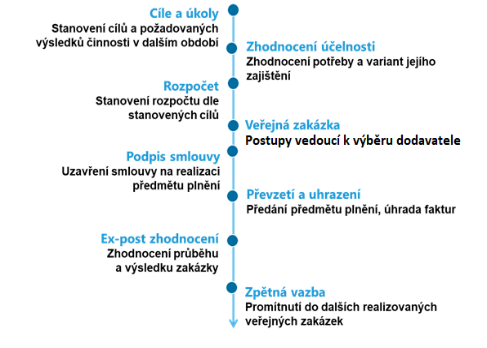 Cíle a úkoly
Stanovení cílů a požadovaných
výsledků činnosti v dalším období
Zhodnocení účelnosti
Zhodnocení potřeby a variant jejího
zajištění
Rozpočet
Stanovení rozpočtu dle
stanovených cílů
Veřejná zakázka
Postupy vedoucí k výběru dodavatele
Podpis smlouvy
Uzavření smlouvy na realizaci
předmětu plnění
Převzetí a uhrazení
Předání předmětu plnění, úhrada faktur
Ex-post zhodnocení
Zhodnocení průběhu
a výsledku zakázky
Zpětná vazba
Promítnutí do dalších realizovaných
veřejných zakázek